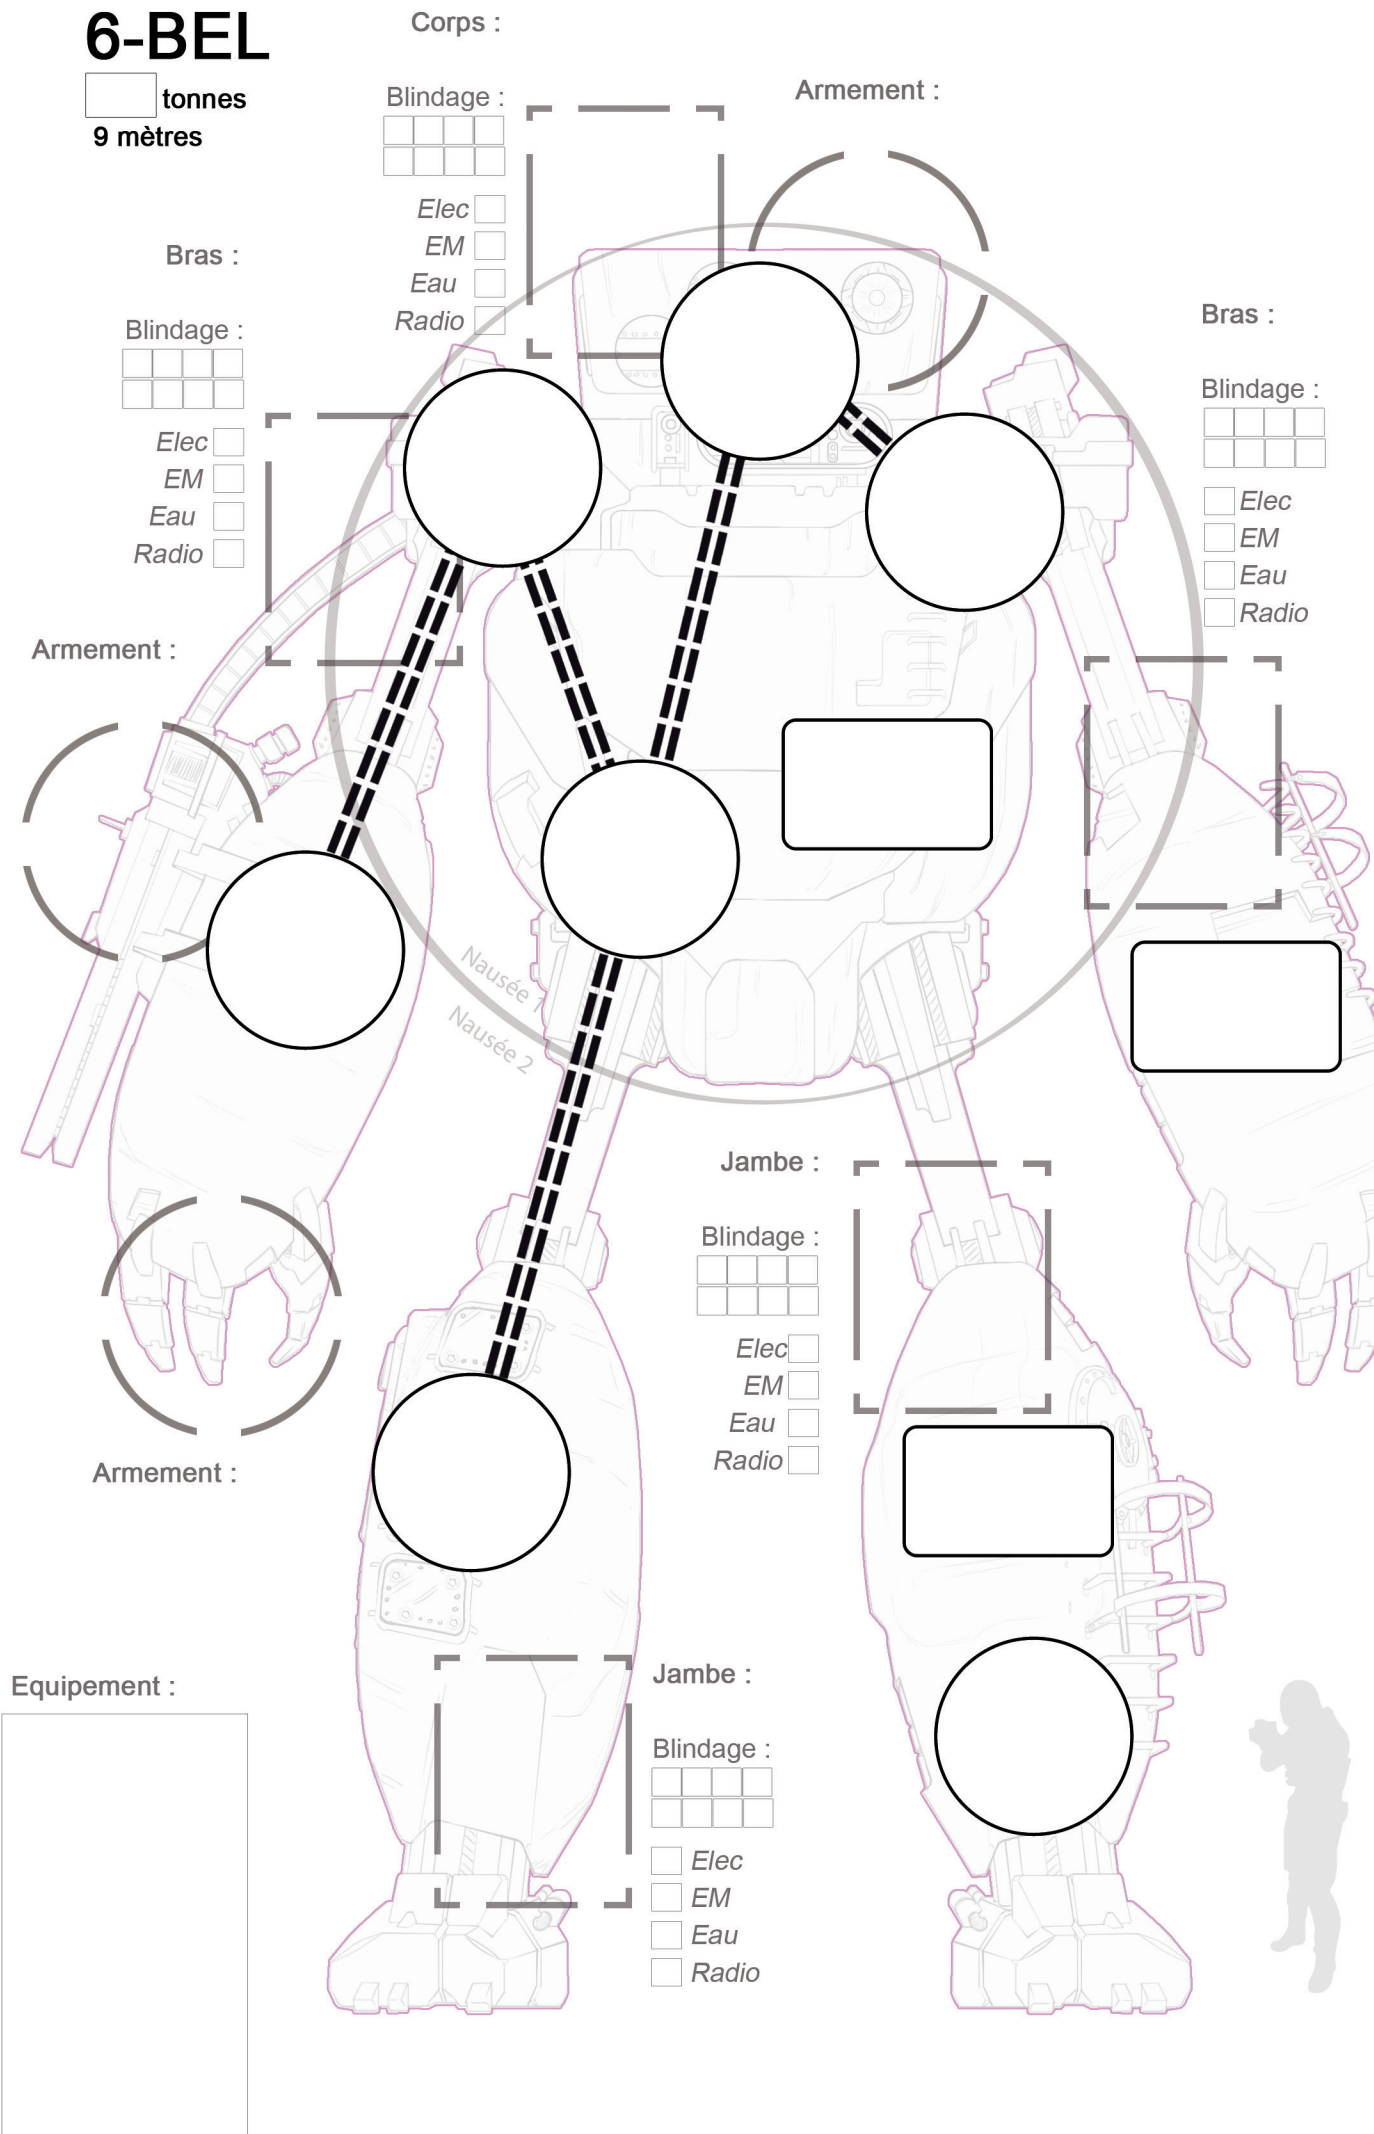 6-BEL
tonnes
9 mètres
Corps :
Blindage :
Elec
EM
Eau
Radio
Armement :
Bras :
Blindage :
Elec
EM
Eau
Radio
Bras :
Blindage :
Elec
EM
Eau
Radio
Armement :
Nausée 1
Nausée 2
Jambe :
Blindage :
Elec
EM
Eau
Radio
Armement :
Equipement :
Jambe :
Blindage :
Elec
EM
Eau
Radio